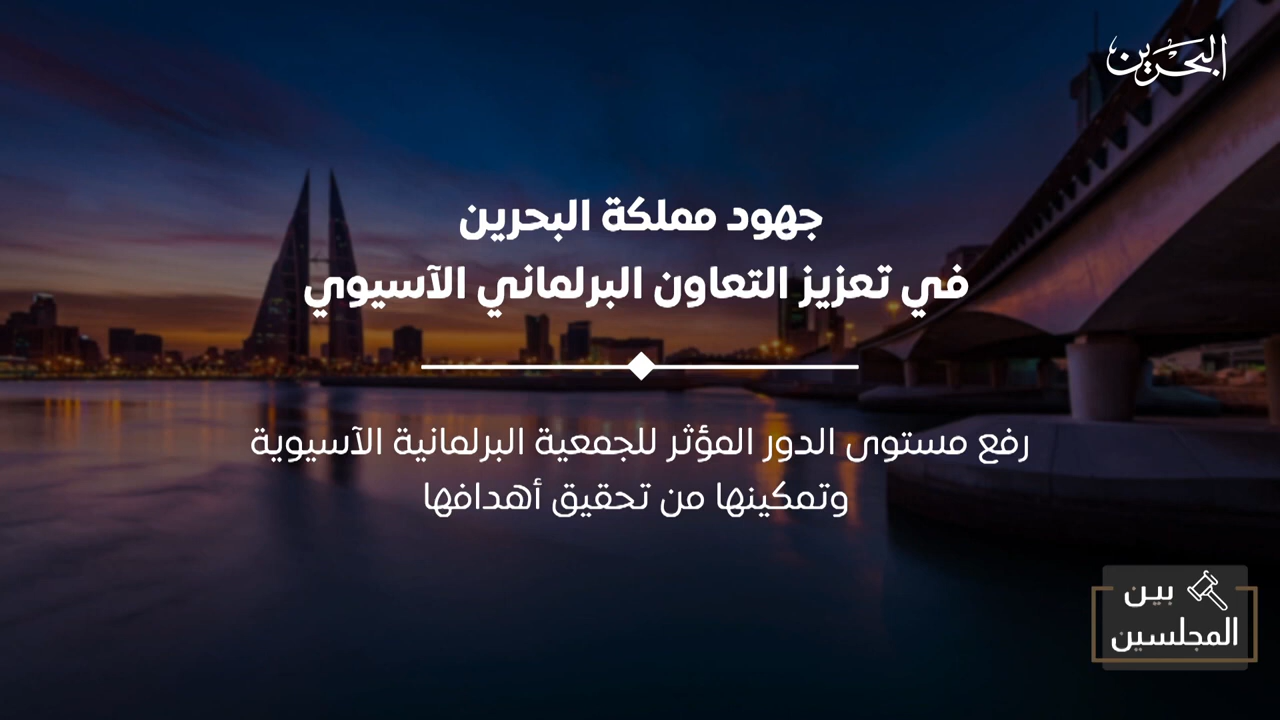 البحرين
جهود مملكة البحرين
في تعزيز التعاون البرلماني الآسيوي
رفع مستوى الدور المؤثر للجمعية البرلمانية الآسيوية
وتمكينها من تحقيق أهدافها
بين
المجلسين